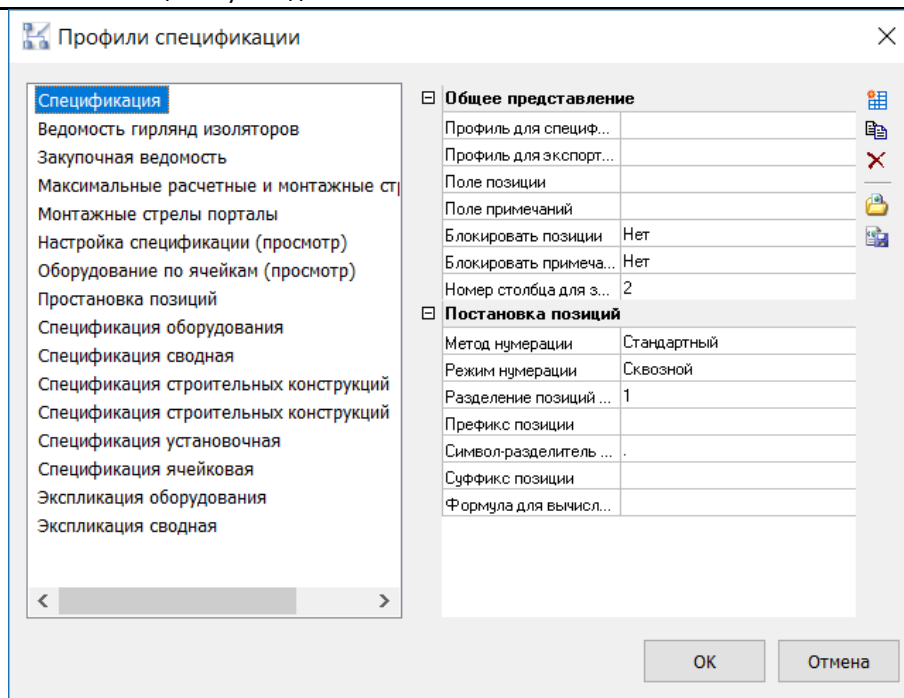 Профили спецификации
Спецификация
Ведомость гирлянд изоляторов
Закупочная ведомость
Максимальные расчетные и монтажные ст
Монтажные стрелы порталы
Настройка спецификации (просмотр)
Оборудование по ячейкам (просмотр)
Простановка позиций
Спецификация оборудования
Спецификация сводная
Спецификация строительных конструкций
Спецификация строительных конструкций
Спецификация установочная
Спецификация ячейковая
Экспликация оборудования
Экспликация сводная
Общее представление
Профиль для специф...
Профиль для экспорт...
Поле позиции
Поле примечаний
Блокировать позиции Нет
Блокировать примеча... Нет
Номер столбца для з... 2
Постановка позиций
Метод нумерации Стандартный
Режим нумерации Сквозной
Разделение позиций ... 1
Префикс позиции
Символ-разделитель ... .
Суффикс позиции
Формула для вычисл...
ОК Отмена